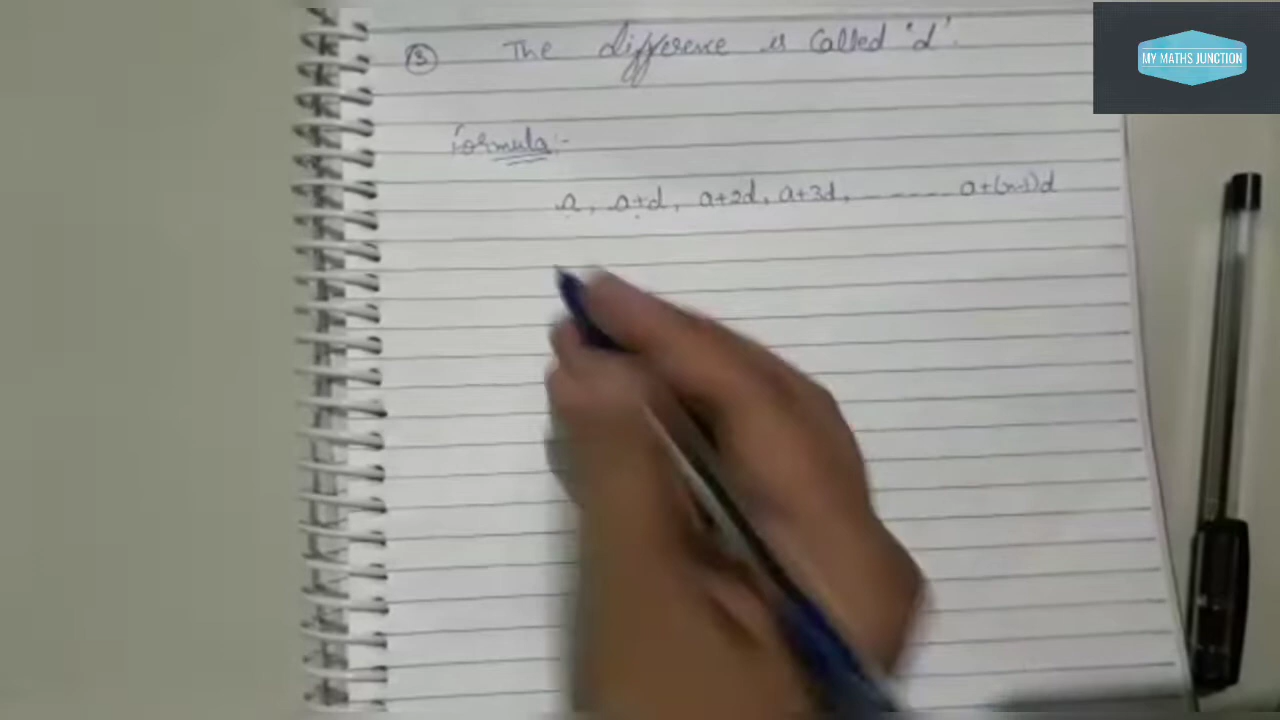 MY MATHS JUNCTION
③ The difference is called 'd'.
Formula:-
a, a+d, a+2d, a+3d, -------- a+(n-1)d